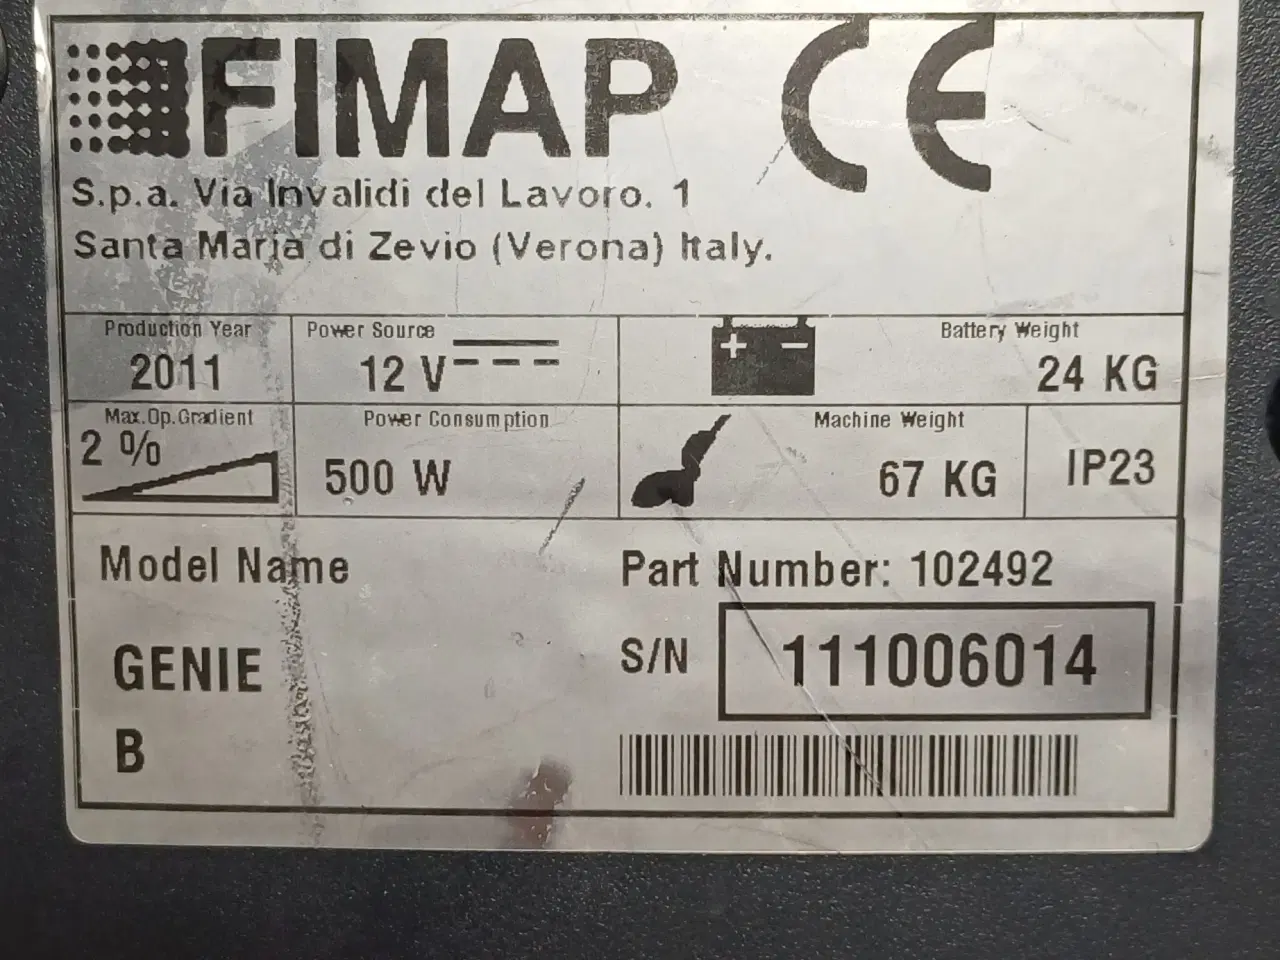 FIMAP CE
S.p.a. Via Invalidi del Lavoro. 1
Santa Maria di Zevio (Verona) Italy.
Production Year
2011
Power Source
12 V
+ −
Battery Weight
24 KG
Max.Op.Gradient
2 %
Power Consumption
500 W
Machine Weight
67 KG
IP23
Model Name
GENIE
B
Part Number: 102492
S/N 111006014